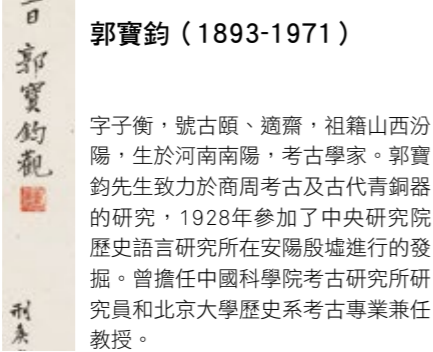 日
郭寶鈞觀
郭寶鈞(1893-1971)
字子衡,號古頤、適齋,祖籍山西汾
陽,生於河南南陽,考古學家。郭寶
鈞先生致力於商周考古及古代青銅器
的研究,1928年參加了中央研究院
歷史語言研究所在安陽殷墟進行的發
掘。曾擔任中國科學院考古研究所研
究員和北京大學歷史系考古專業兼任
教授。